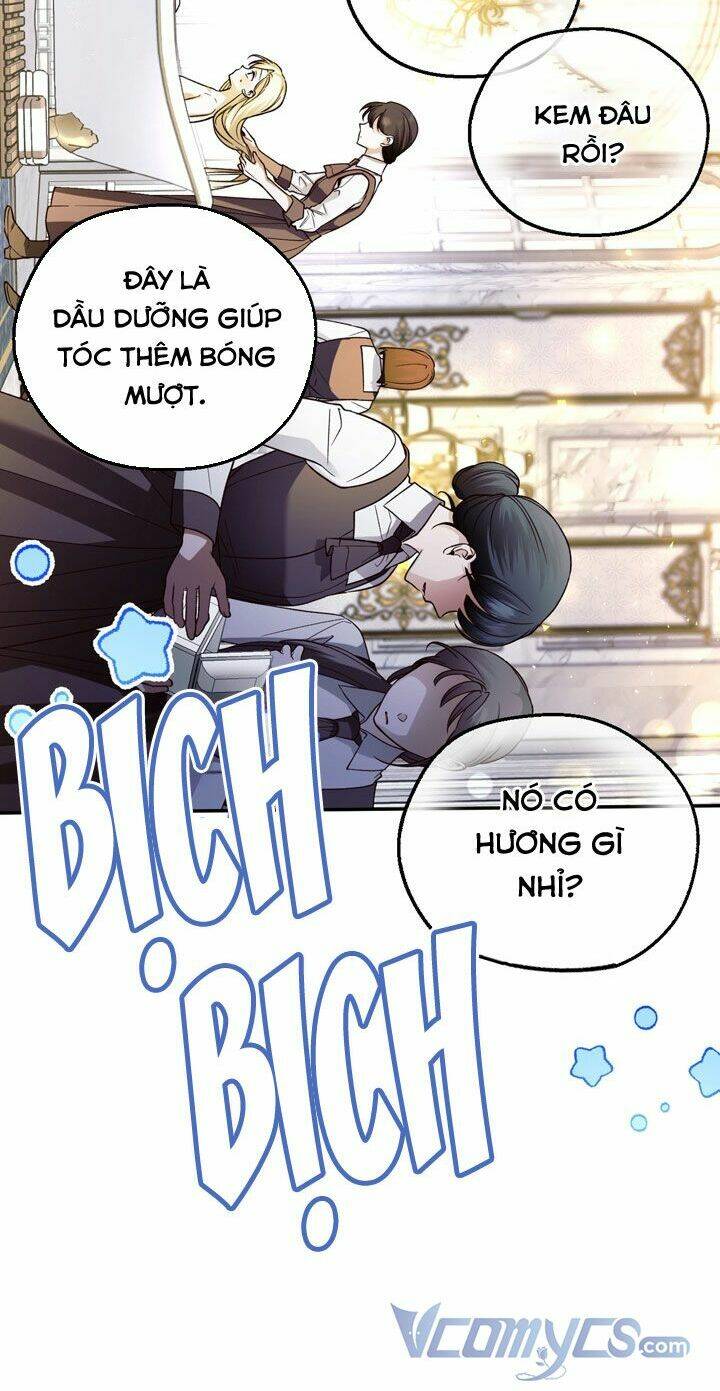 KEM ĐÂU
RỒI?
ĐÂY LÀ
DẦU DƯỠNG GIÚP
TÓC THÊM BÓNG
MƯỢT.
NÓ CÓ
HƯƠNG GÌ
NHỈ?
BỊCH
BỊCH
VCOMYCS.com